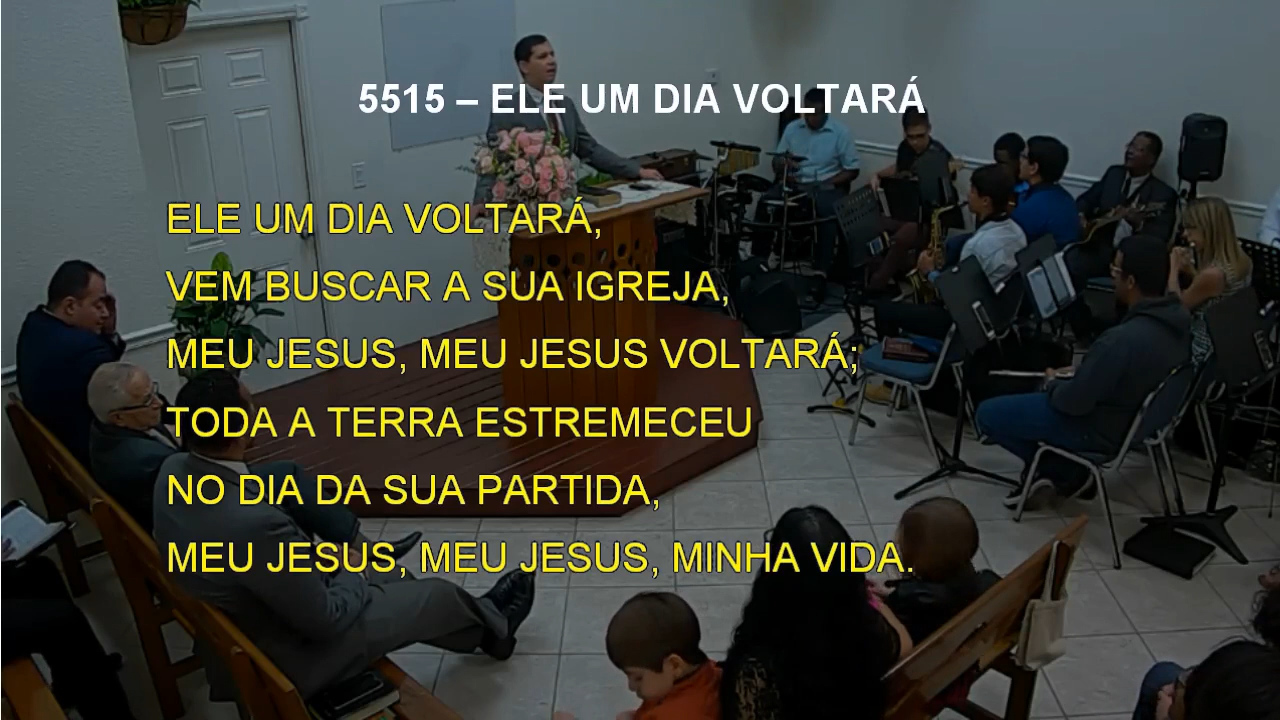 5515 – ELE UM DIA VOLTARÁ
ELE UM DIA VOLTARÁ,
VEM BUSCAR A SUA IGREJA,
MEU JESUS, MEU JESUS VOLTARÁ;
TODA A TERRA ESTREMECEU
NO DIA DA SUA PARTIDA,
MEU JESUS, MEU JESUS, MINHA VIDA.